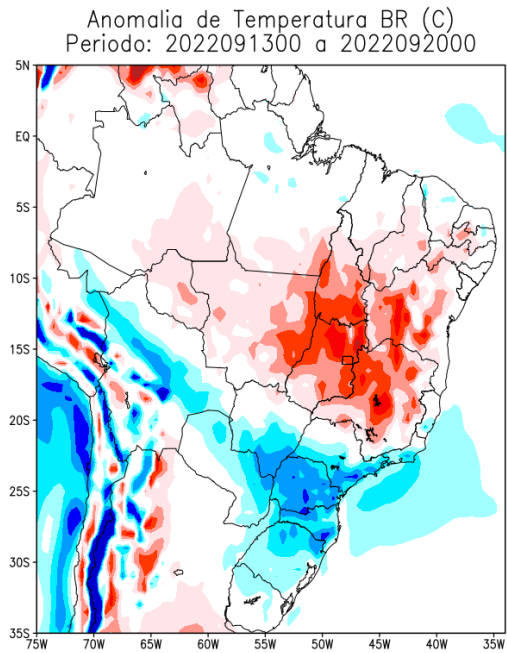 Anomalia de Temperatura BR (C)
Periodo: 2022091300 a 2022092000
5N
EQ
5S
10S
15S
20S
25S
30S
35S
75W 70W 65W 60W 55W 50W 45W 40W 35W